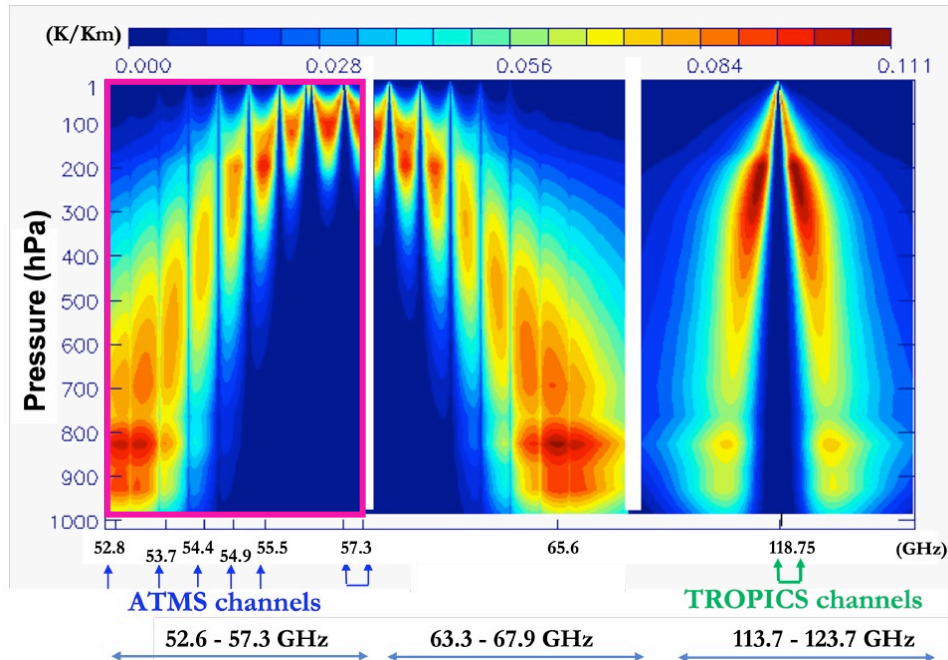 (K/Km)
0.000 0.028 0.056 0.084 0.111
Pressure (hPa)
1
100
200
300
400
500
600
700
800
900
1000
52.8 53.7 54.4 54.9 55.5 57.3 65.6 118.75 (GHz)
ATMS channels TROPICS channels
52.6 - 57.3 GHz 63.3 - 67.9 GHz 113.7 - 123.7 GHz